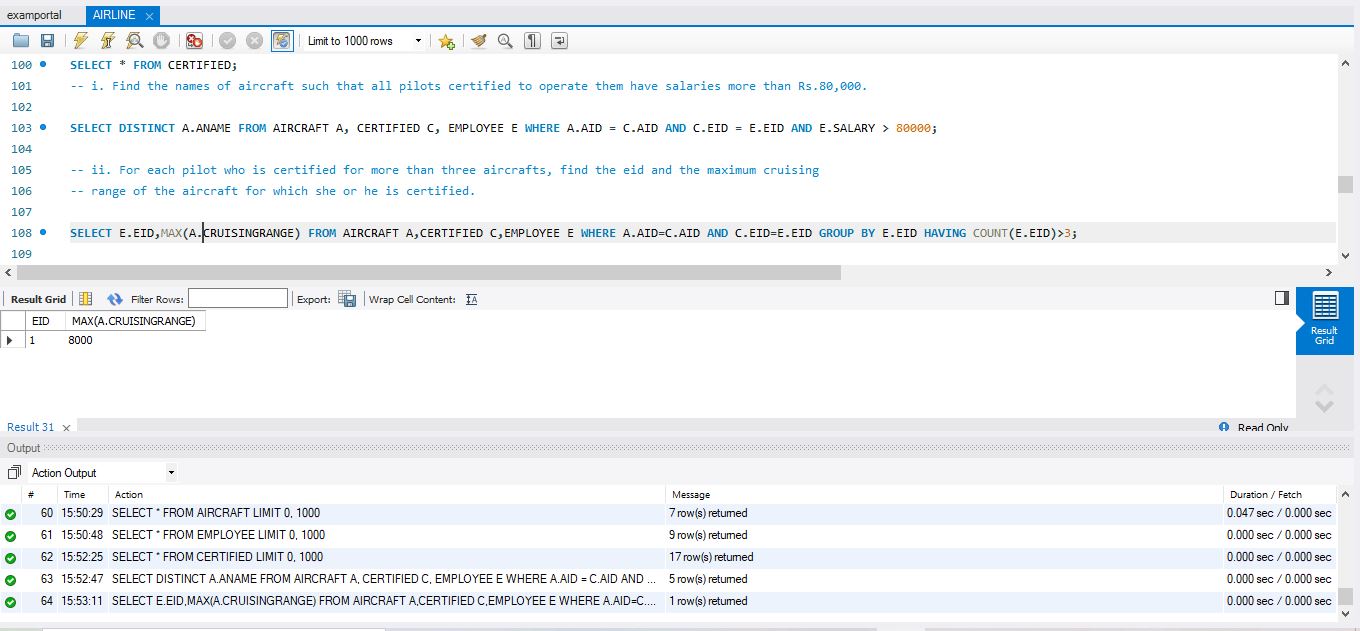 examportal AIRLINE
Limit to 1000 rows
100 SELECT * FROM CERTIFIED;
101 -- i. Find the names of aircraft such that all pilots certified to operate them have salaries more than Rs.80,000.
102
103 SELECT DISTINCT A.ANAME FROM AIRCRAFT A, CERTIFIED C, EMPLOYEE E WHERE A.AID = C.AID AND C.EID = E.EID AND E.SALARY > 80000;
104
105 -- ii. For each pilot who is certified for more than three aircrafts, find the eid and the maximum cruising
106 -- range of the aircraft for which she or he is certified.
107
108 SELECT E.EID,MAX(A.CRUISINGRANGE) FROM AIRCRAFT A,CERTIFIED C,EMPLOYEE E WHERE A.AID=C.AID AND C.EID=E.EID GROUP BY E.EID HAVING COUNT(E.EID)>3;
109
Result Grid Filter Rows: Export: Wrap Cell Content:
EID MAX(A.CRUISINGRANGE)
1 8000
Result Grid
Result 31 Read Only
Output
Action Output
# Time Action Message Duration / Fetch
60 15:50:29 SELECT * FROM AIRCRAFT LIMIT 0, 1000 7 row(s) returned 0.047 sec / 0.000 sec
61 15:50:48 SELECT * FROM EMPLOYEE LIMIT 0, 1000 9 row(s) returned 0.000 sec / 0.000 sec
62 15:52:25 SELECT * FROM CERTIFIED LIMIT 0, 1000 17 row(s) returned 0.000 sec / 0.000 sec
63 15:52:47 SELECT DISTINCT A.ANAME FROM AIRCRAFT A, CERTIFIED C, EMPLOYEE E WHERE A.AID = C.AID AND ... 5 row(s) returned 0.000 sec / 0.000 sec
64 15:53:11 SELECT E.EID,MAX(A.CRUISINGRANGE) FROM AIRCRAFT A,CERTIFIED C,EMPLOYEE E WHERE A.AID=C.... 1 row(s) returned 0.000 sec / 0.000 sec